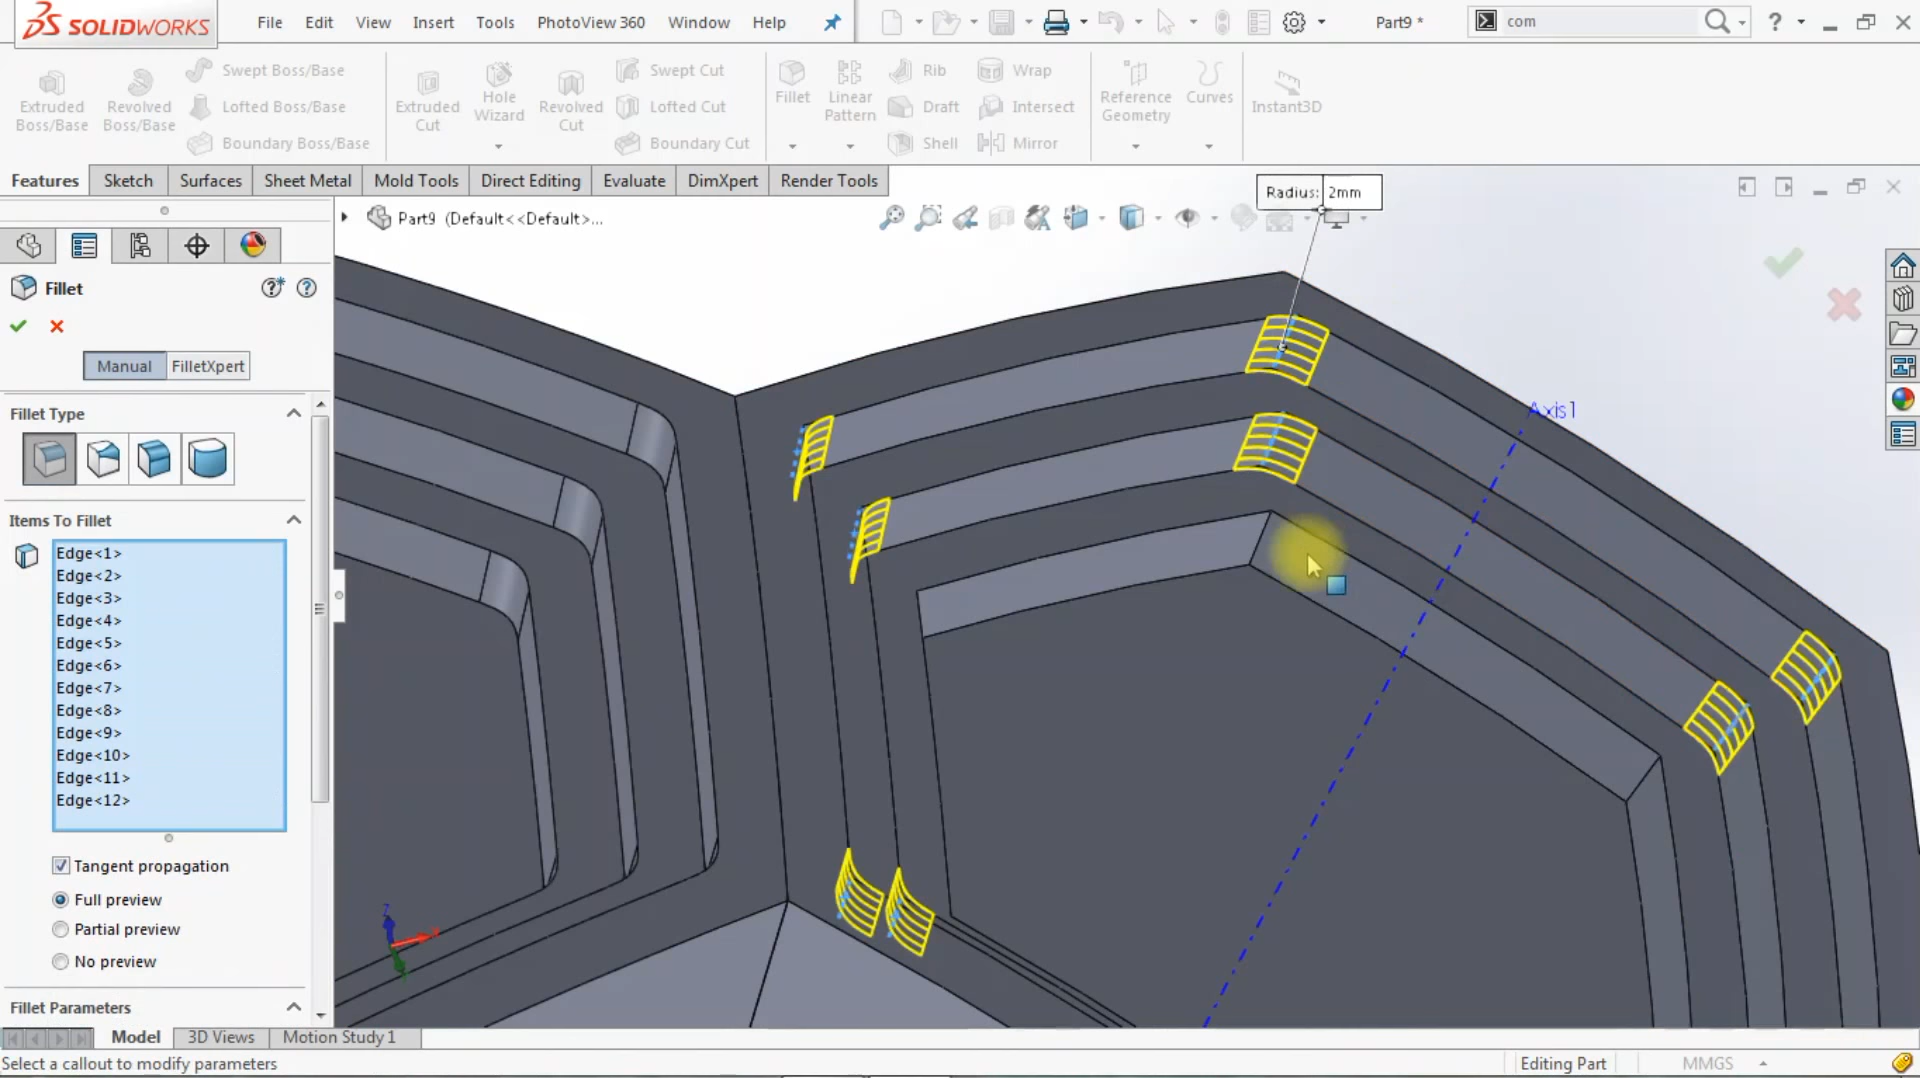 SOLIDWORKS
File Edit View Insert Tools PhotoView 360 Window Help
Part9 *
com
?
Extruded Boss/Base
Revolved Boss/Base
Swept Boss/Base
Lofted Boss/Base
Boundary Boss/Base
Extruded Cut
Hole Wizard
Revolved Cut
Swept Cut
Lofted Cut
Boundary Cut
Fillet
Linear Pattern
Rib
Draft
Shell
Wrap
Intersect
Mirror
Reference Geometry
Curves
Instant3D
Features Sketch Surfaces Sheet Metal Mold Tools Direct Editing Evaluate DimXpert Render Tools
Radius: 2mm
Part9 (Default<<Default>...
Fillet
Manual FilletXpert
Fillet Type
Items To Fillet
Edge<1>
Edge<2>
Edge<3>
Edge<4>
Edge<5>
Edge<6>
Edge<7>
Edge<8>
Edge<9>
Edge<10>
Edge<11>
Edge<12>
Tangent propagation
Full preview
Partial preview
No preview
Fillet Parameters
Axis1
Z
Model 3D Views Motion Study 1
Select a callout to modify parameters
Editing Part
MMGS